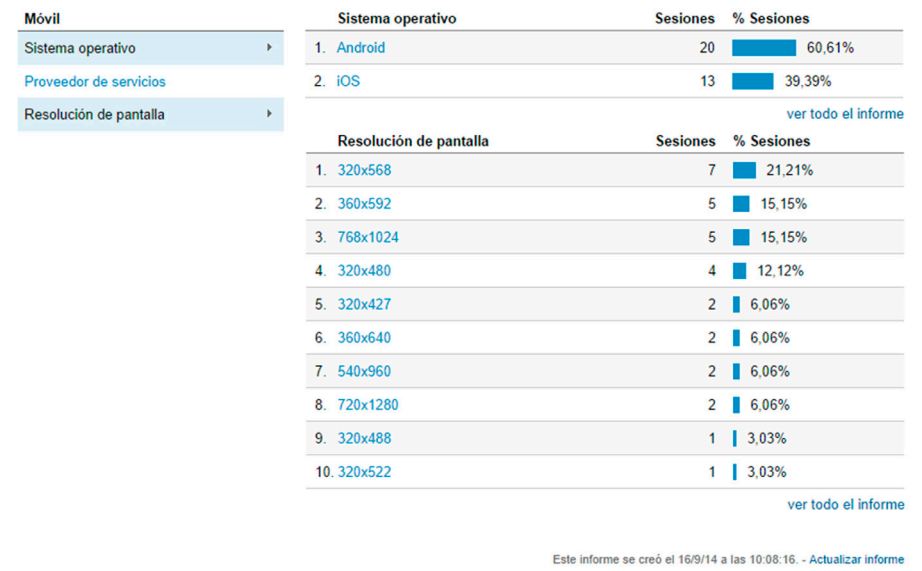 Móvil
Sistema operativo
Proveedor de servicios
Resolución de pantalla
Sistema operativo Sesiones % Sesiones
1. Android 20 60,61%
2. iOS 13 39,39%
ver todo el informe
Resolución de pantalla Sesiones % Sesiones
1. 320x568 7 21,21%
2. 360x592 5 15,15%
3. 768x1024 5 15,15%
4. 320x480 4 12,12%
5. 320x427 2 6,06%
6. 360x640 2 6,06%
7. 540x960 2 6,06%
8. 720x1280 2 6,06%
9. 320x488 1 3,03%
10. 320x522 1 3,03%
ver todo el informe
Este informe se creó el 16/9/14 a las 10:08:16. - Actualizar informe